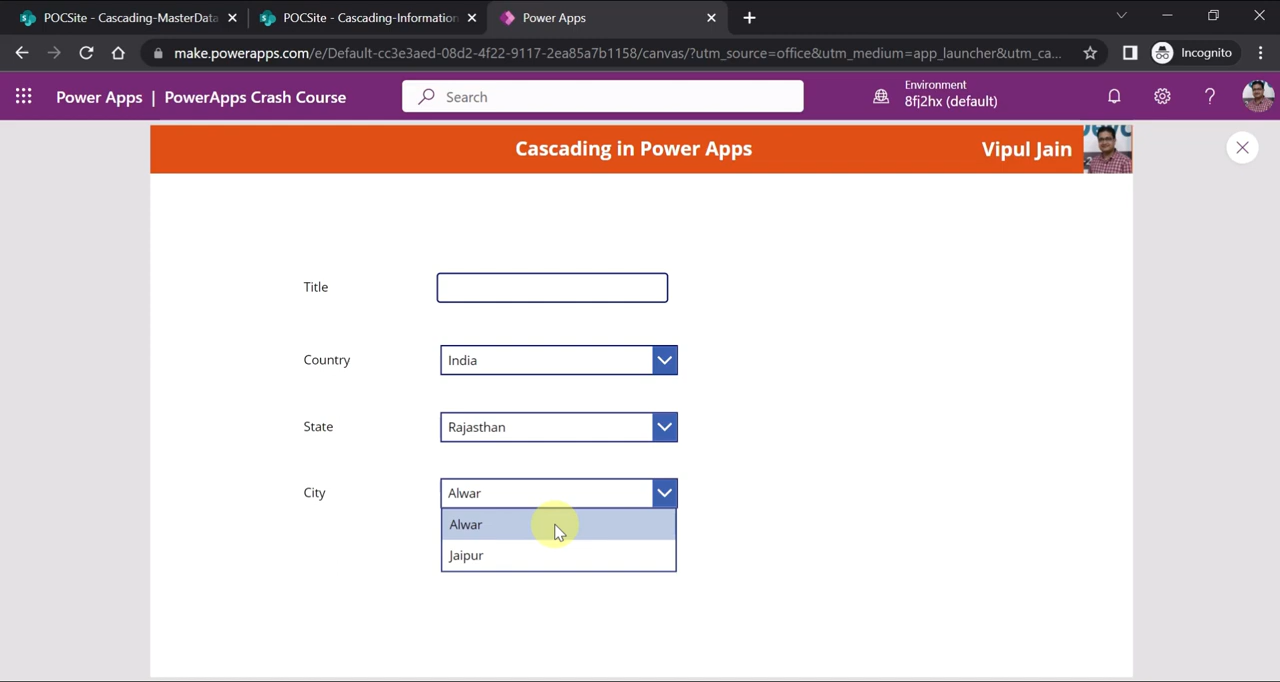 POCSite - Cascading-MasterData
POCSite - Cascading-Information
Power Apps
make.powerapps.com/e/Default-cc3e3aed-08d2-4f22-9117-2ea85a7b1158/canvas/?utm_source=office&utm_medium=app_launcher&utm_ca...
Incognito
Power Apps | PowerApps Crash Course
Search
Environment
8fj2hx (default)
Cascading in Power Apps
Vipul Jain
Title
Country
India
State
Rajasthan
City
Alwar
Alwar
Jaipur